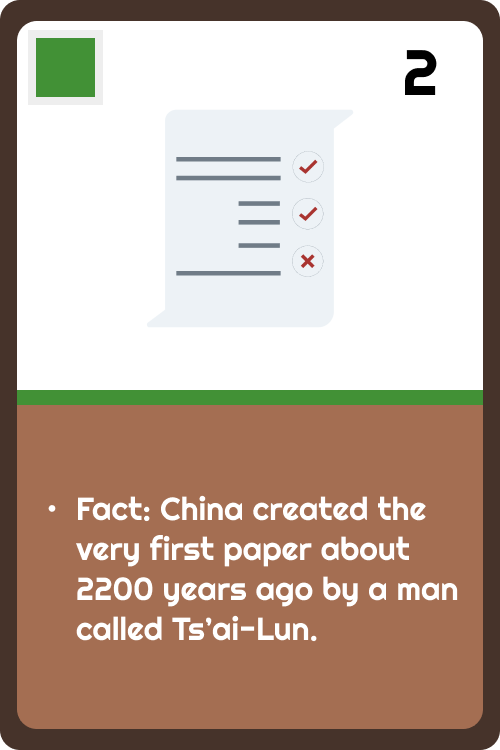 2
• Fact: China created the
very first paper about
2200 years ago by a man
called Ts'ai-Lun.